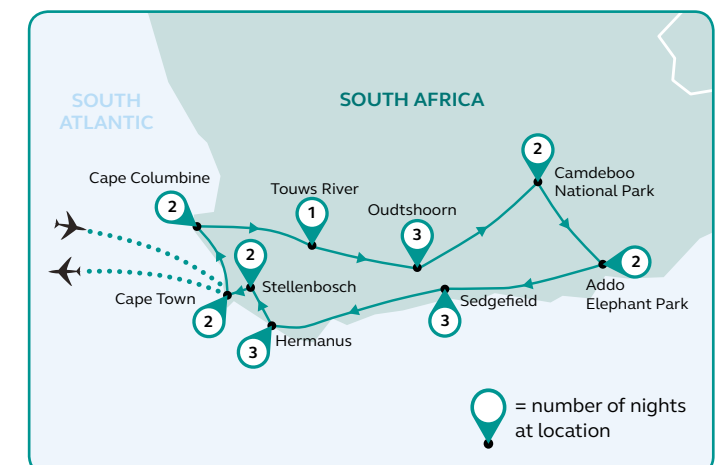 SOUTH
ATLANTIC
SOUTH AFRICA
Cape Columbine
2
Touws River
1
Oudtshoorn
3
2
Camdeboo
National Park
2
Addo
Elephant Park
Sedgefield
3
Hermanus
3
2
Stellenbosch
Cape Town
2
= number of nights
at location